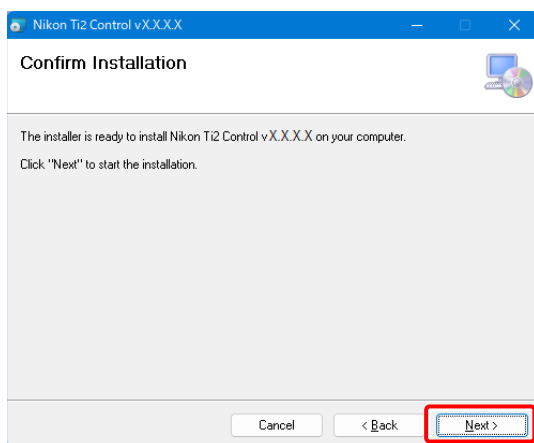 Nikon Ti2 Control vX.X.X.X
Confirm Installation
The installer is ready to install Nikon Ti2 Control vX.X.X.X on your computer.
Click "Next" to start the installation.
Cancel
< Back
Next >